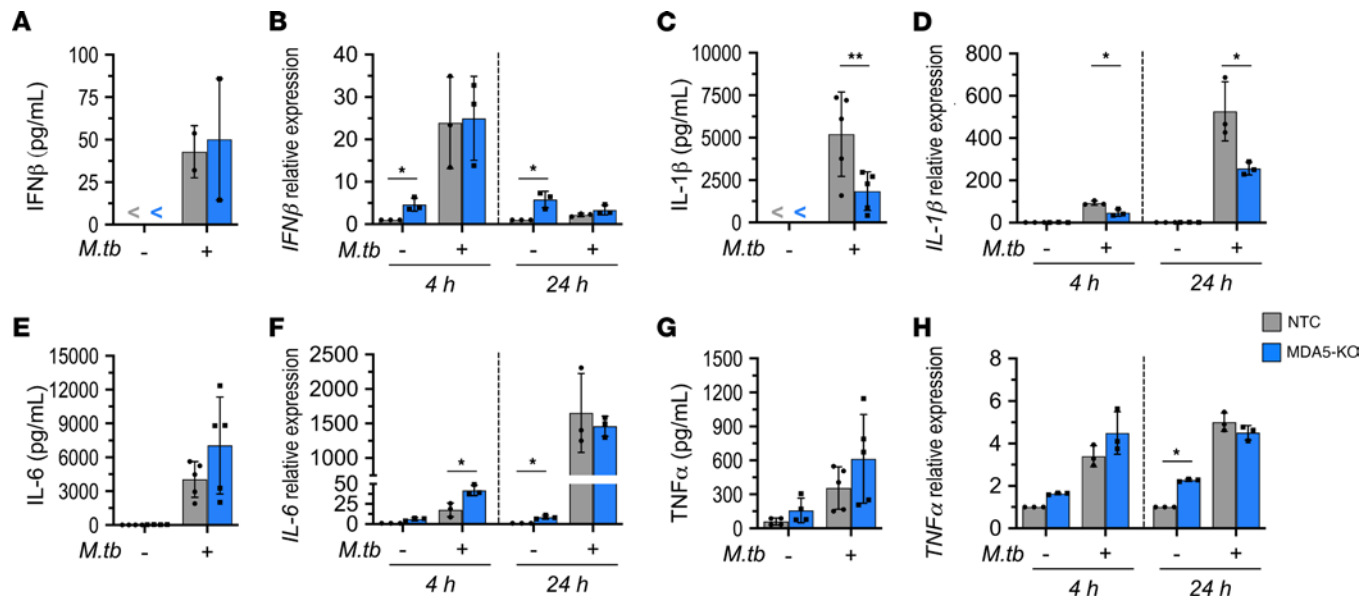 A
IFNβ (pg/mL)
100
75
50
25
0
< <
M.tb - +
B
IFNβ relative expression
40
30
20
10
5
0
* *
M.tb - + - +
4 h 24 h
C
IL-1β (pg/mL)
10000
7500
5000
2500
0
**
< <
M.tb - +
D
IL-1β relative expression
800
600
400
200
0
* *
M.tb - + - +
4 h 24 h
E
IL-6 (pg/mL)
15000
12000
9000
6000
3000
0
M.tb - +
F
IL-6 relative expression
2500
2000
1500
1000
50
25
0
* *
M.tb - + - +
4 h 24 h
G
TNFα (pg/mL)
1500
1200
900
600
300
0
M.tb - +
H
TNFα relative expression
8
6
4
2
0
*
M.tb - + - +
4 h 24 h
NTC
MDA5-KO